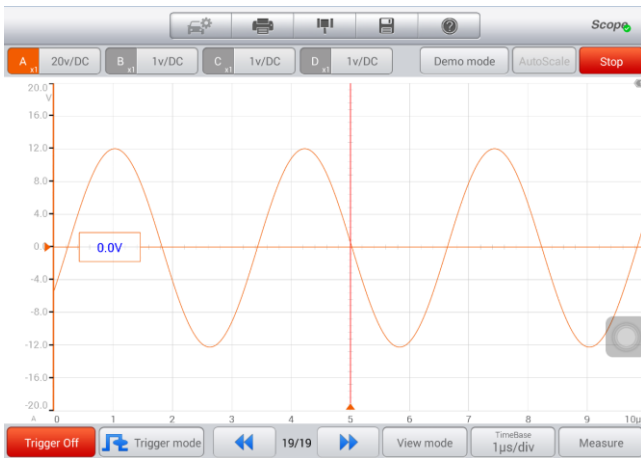 Scope
A x1 20v/DC B x1 1v/DC C x1 1v/DC D x1 1v/DC Demo mode AutoScale Stop
20.0
V
16.0
12.0
8.0
4.0
0.0
0.0V
-4.0
-8.0
-12.0
-16.0
-20.0
A 0 1 2 3 4 5 6 7 8 9 10μ
Trigger Off Trigger mode 19/19 View mode TimeBase 1μs/div Measure